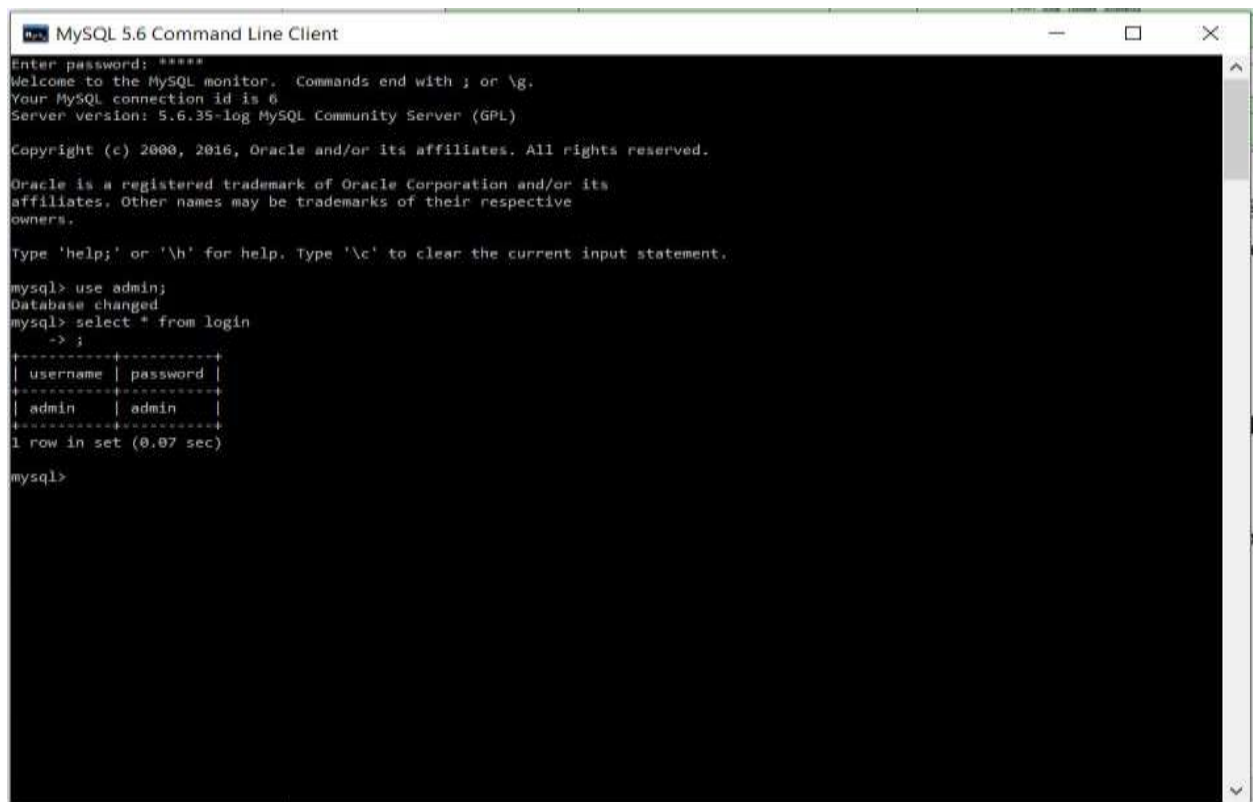 MySQL 5.6 Command Line Client
Enter password: *****
Welcome to the MySQL monitor.  Commands end with ; or \g.
Your MySQL connection id is 6
Server version: 5.6.35-log MySQL Community Server (GPL)
Copyright (c) 2000, 2016, Oracle and/or its affiliates. All rights reserved.
Oracle is a registered trademark of Oracle Corporation and/or its
affiliates. Other names may be trademarks of their respective
owners.
Type 'help;' or '\h' for help. Type '\c' to clear the current input statement.
mysql> use admin;
Database changed
mysql> select * from login
    -> ;
+----------+----------+
| username | password |
+----------+----------+
| admin    | admin    |
+----------+----------+
1 row in set (0.07 sec)
mysql>